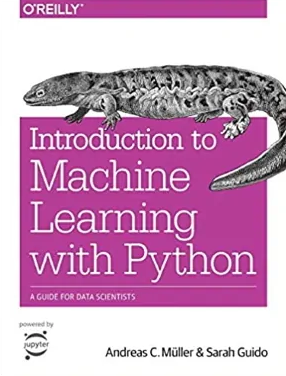 O'REILLY®
Introduction to
Machine
Learning
with Python
A GUIDE FOR DATA SCIENTISTS
powered by
jupyter
Andreas C. Müller & Sarah Guido